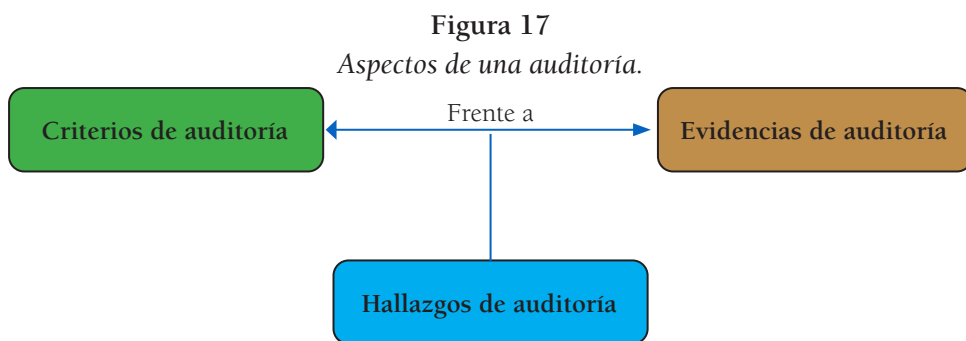 Figura 17
Aspectos de una auditoría.
Criterios de auditoría
Frente a
Evidencias de auditoría
Hallazgos de auditoría